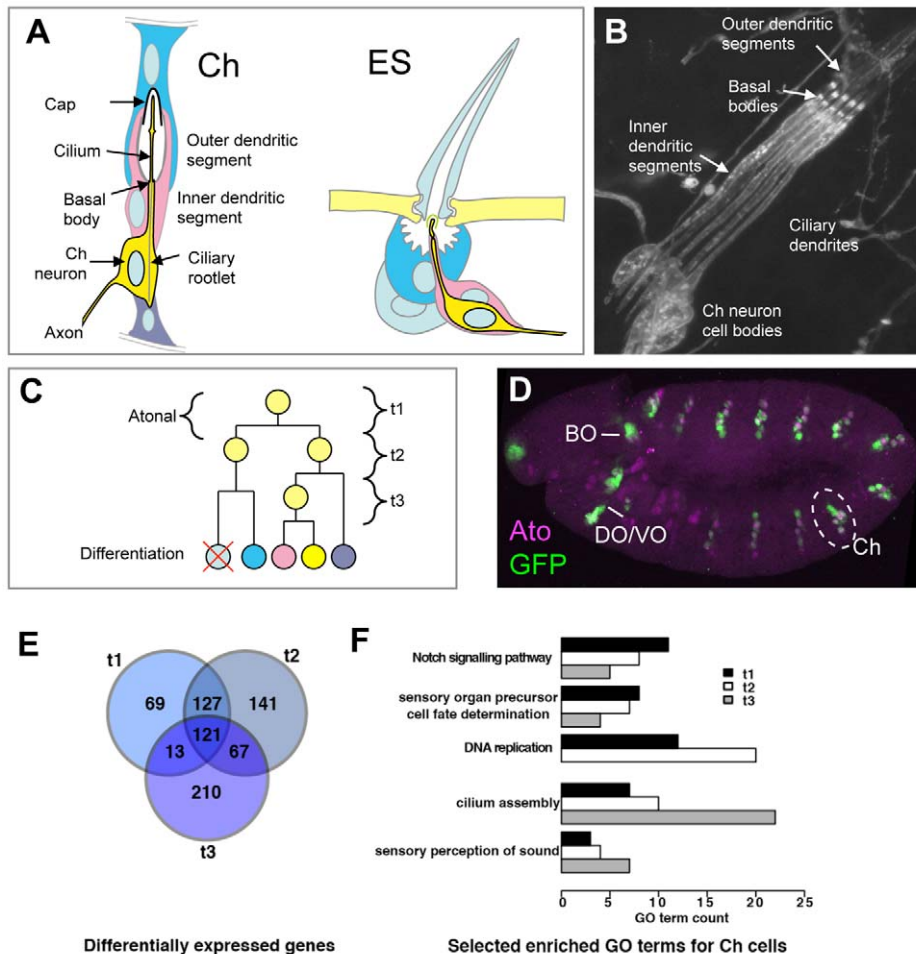 A
Ch
ES
Cap
Cilium
Outer dendritic
segment
Basal
body
Inner dendritic
segment
Ch
neuron
Ciliary
rootlet
Axon
B
Outer dendritic
segments
Basal
bodies
Inner
dendritic
segments
Ciliary
dendrites
Ch neuron
cell bodies
C
Atonal
t1
t2
t3
Differentiation
D
BO
DO/VO
Ch
Ato
GFP
E
t1
t2
69
127
141
121
13
67
210
t3
Differentially expressed genes
F
Notch signalling pathway
sensory organ precursor
cell fate determination
DNA replication
cilium assembly
sensory perception of sound
t1
t2
t3
0 5 10 15 20 25
GO term count
Selected enriched GO terms for Ch cells